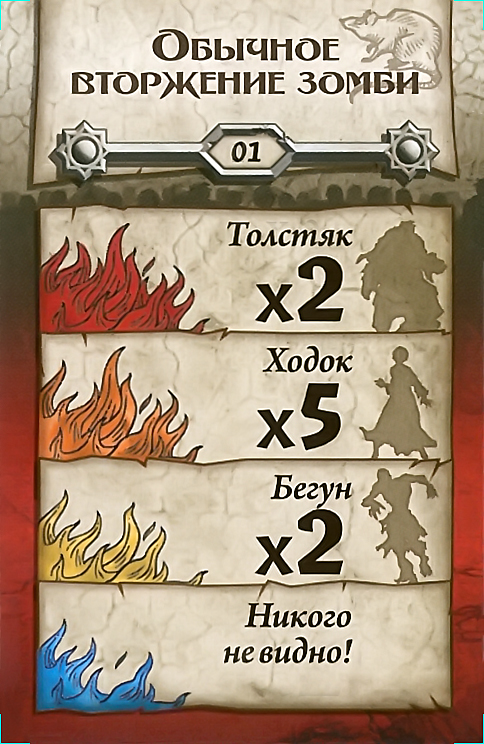 Обычное
вторжение зомби
01
Толстяк
x2
Ходок
x5
Бегун
x2
Никого
не видно!